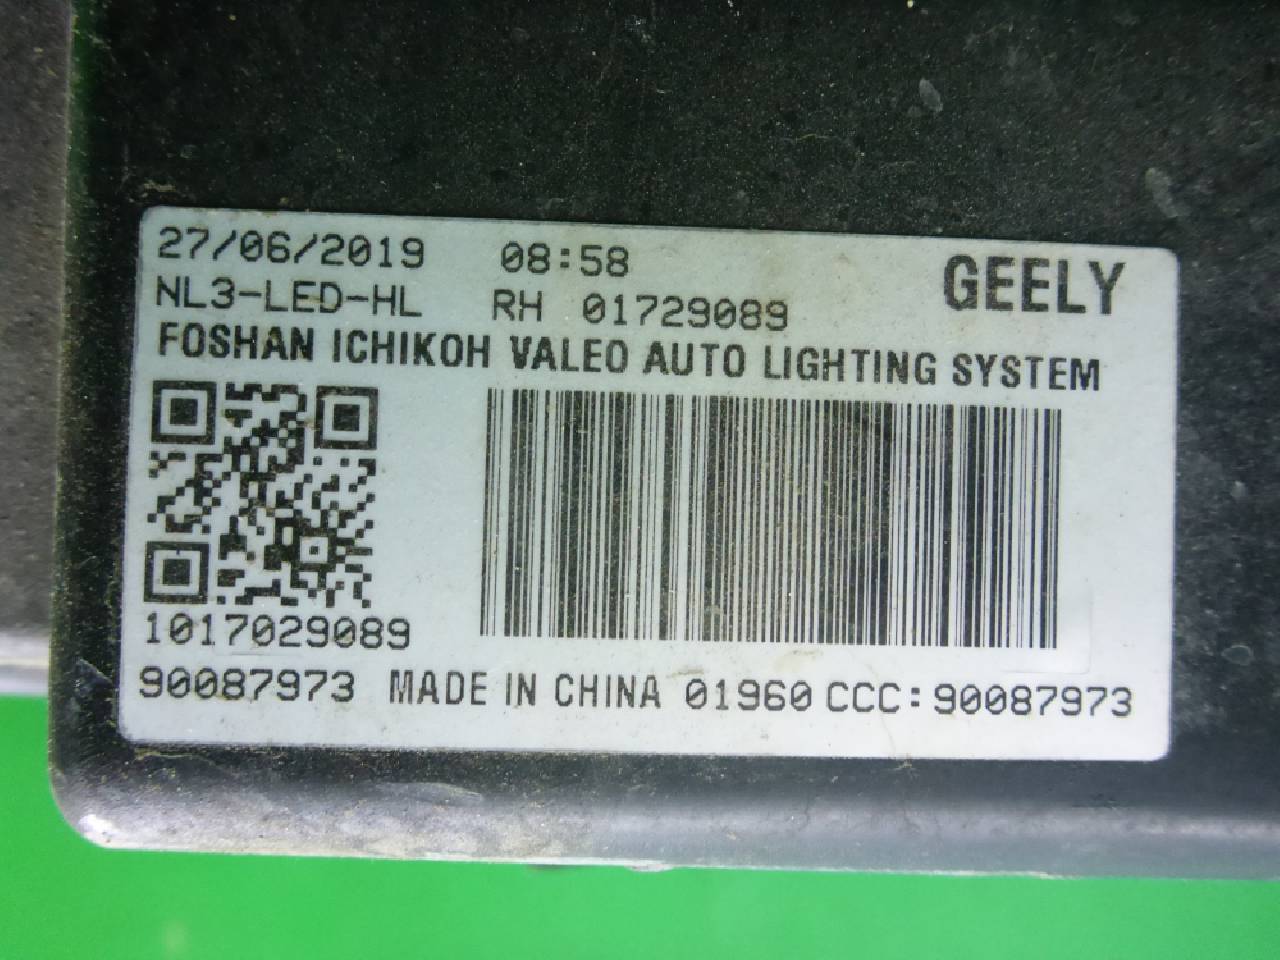 27/06/2019 08:58 GEELY
NL3-LED-HL RH 01729089
FOSHAN ICHIKOH VALEO AUTO LIGHTING SYSTEM
1017029089
90087973 MADE IN CHINA 01960 CCC:90087973